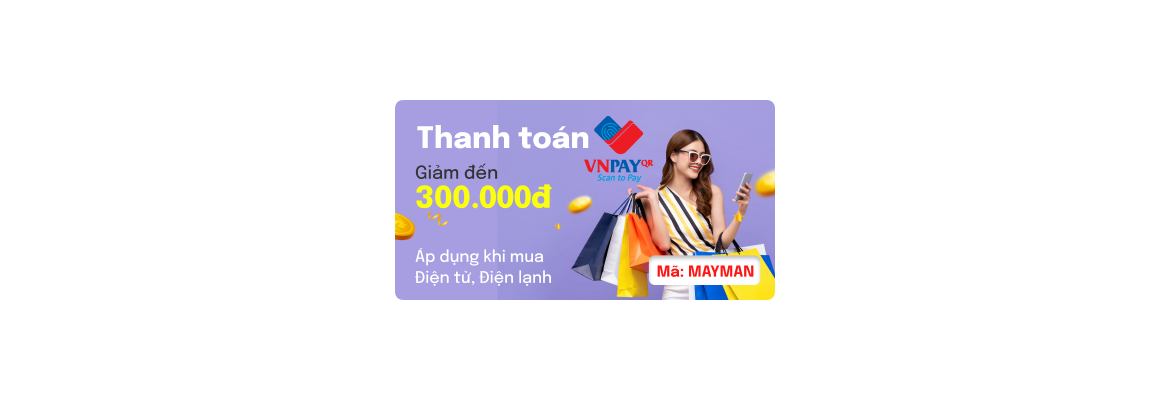 Thanh toán
VNPAYQR
Scan to Pay
Giảm đến
300.000đ
Áp dụng khi mua
Điện tử, Điện lạnh
Mã: MAYMAN